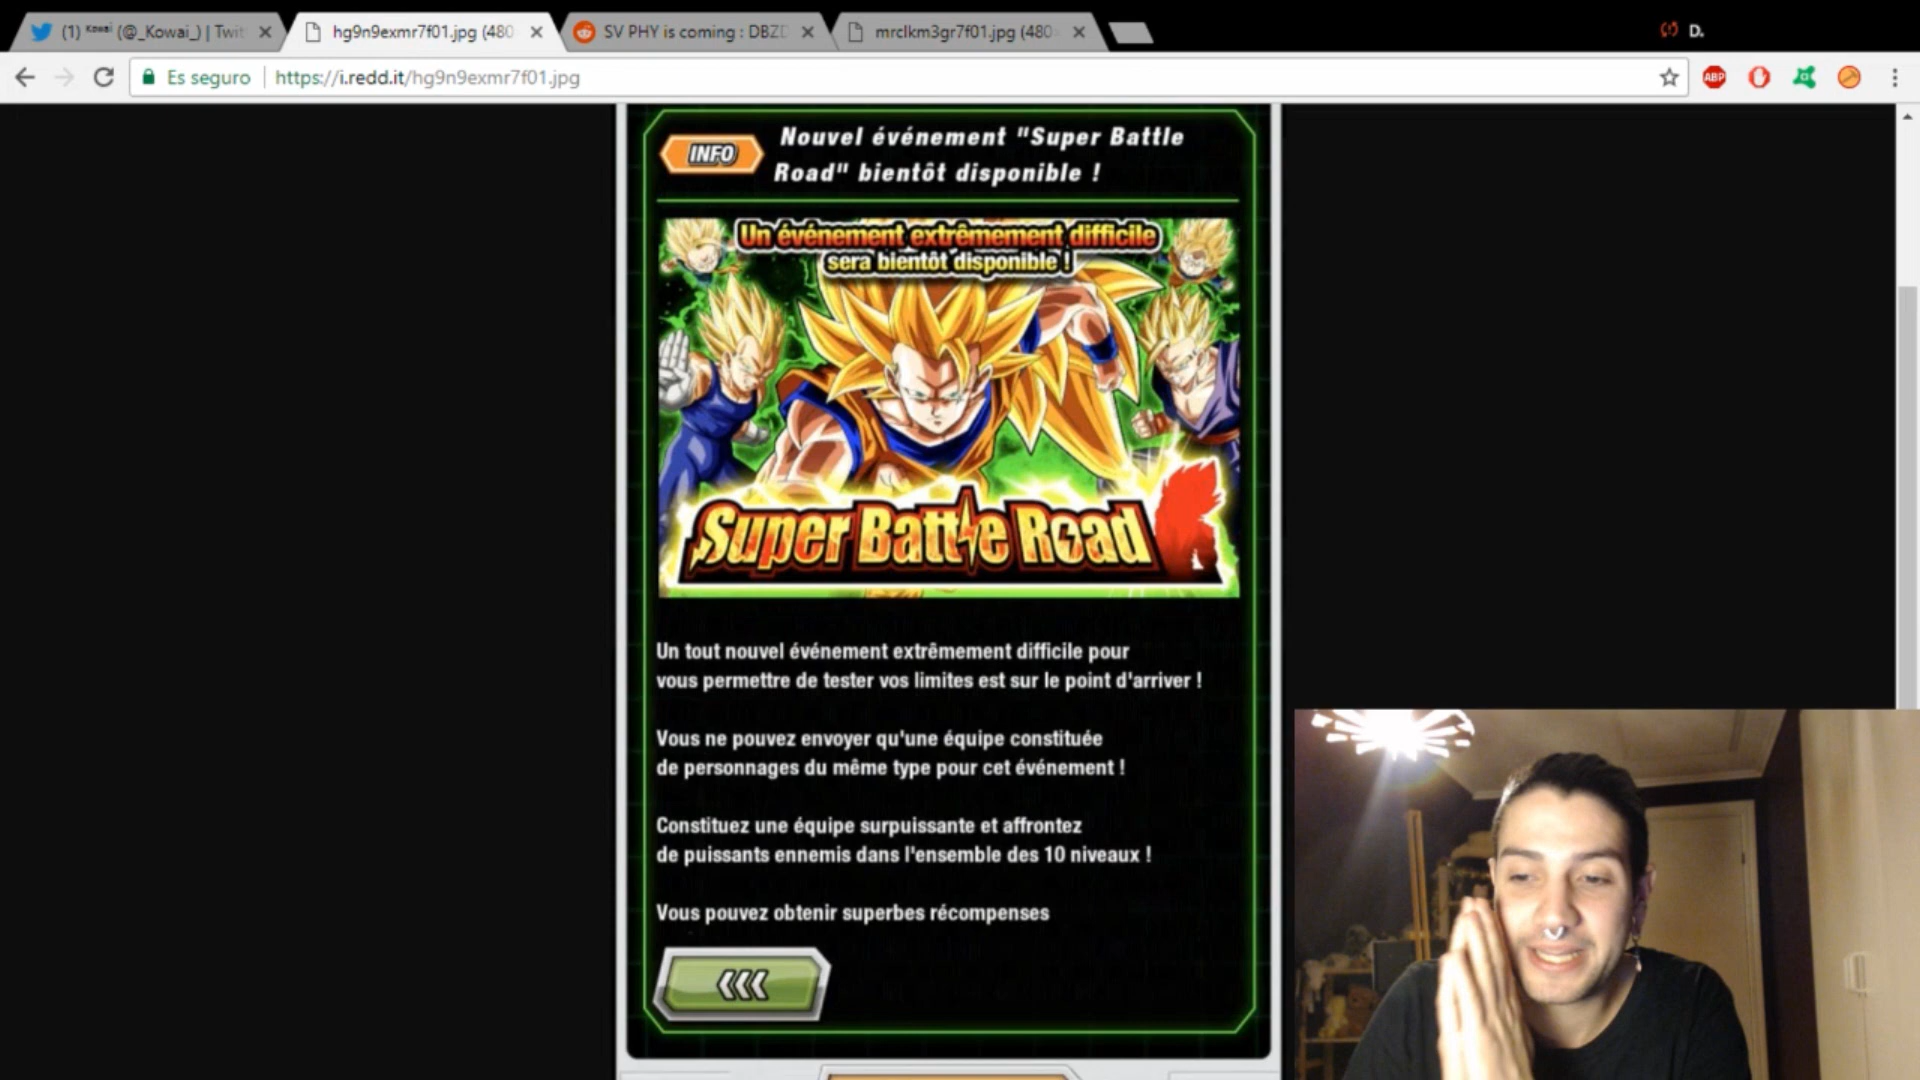 (1) Kowai (@_Kowai_) | Twit
hg9n9exmr7f01.jpg (480
SV PHY is coming : DBZD
mrclkm3gr7f01.jpg (480
D.
Es seguro
https://i.redd.it/hg9n9exmr7f01.jpg
ABP
INFO
Nouvel événement "Super Battle
Road" bientôt disponible !
Un événement extrêmement difficile
sera bientôt disponible !
Super Battle Road
Un tout nouvel événement extrêmement difficile pour
vous permettre de tester vos limites est sur le point d'arriver !
Vous ne pouvez envoyer qu'une équipe constituée
de personnages du même type pour cet événement !
Constituez une équipe surpuissante et affrontez
de puissants ennemis dans l'ensemble des 10 niveaux !
Vous pouvez obtenir superbes récompenses